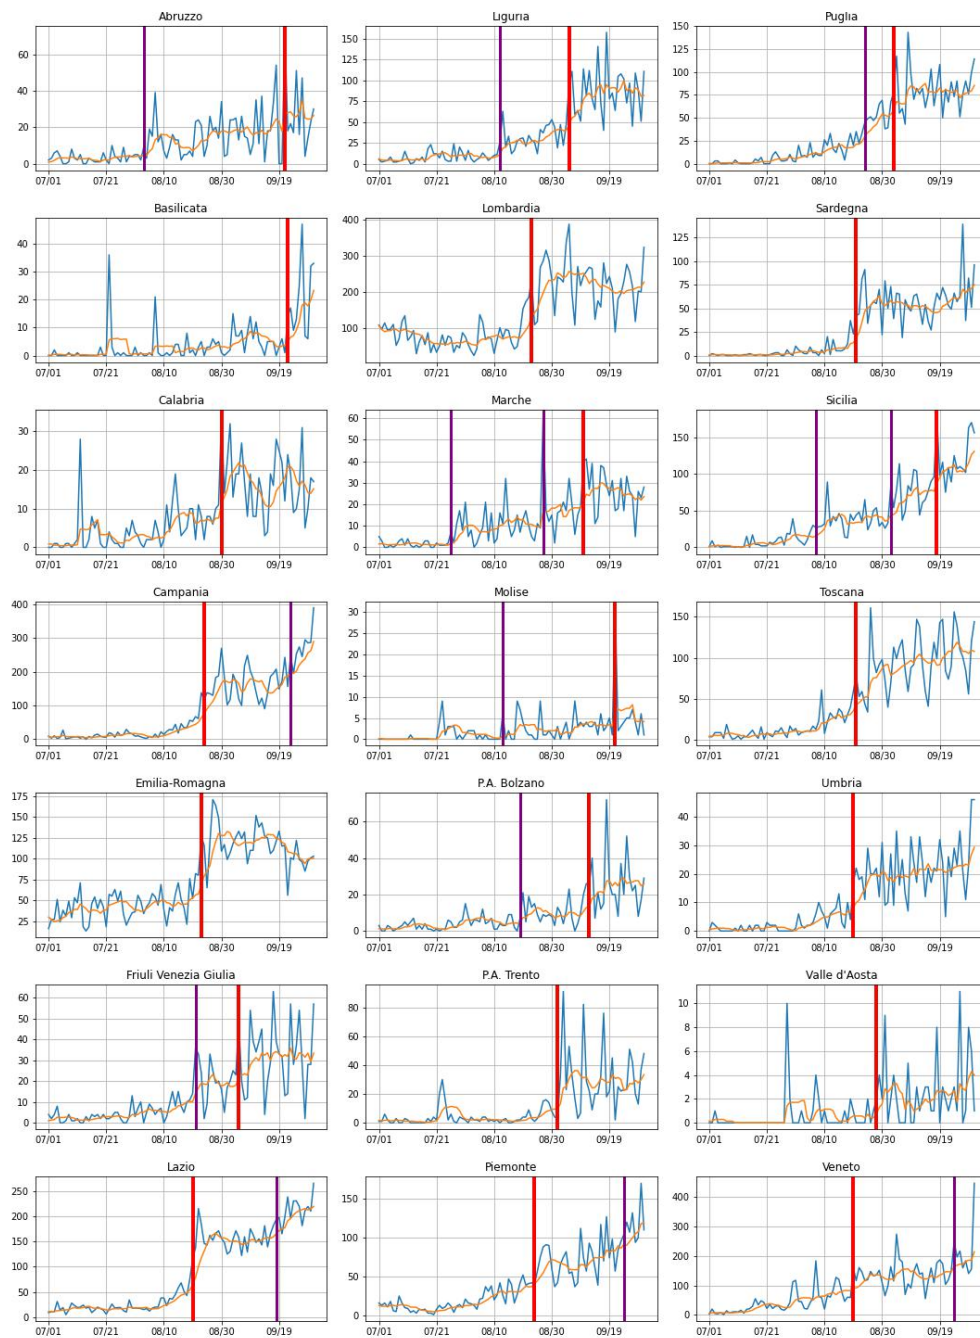 Abruzzo
60
40
20
0
07/01 07/21 08/10 08/30 09/19
Liguria
150
125
100
75
50
25
0
07/01 07/21 08/10 08/30 09/19
Puglia
150
125
100
75
50
25
0
07/01 07/21 08/10 08/30 09/19
Basilicata
40
30
20
10
0
07/01 07/21 08/10 08/30 09/19
Lombardia
400
300
200
100
07/01 07/21 08/10 08/30 09/19
Sardegna
125
100
75
50
25
0
07/01 07/21 08/10 08/30 09/19
Calabria
30
20
10
0
07/01 07/21 08/10 08/30 09/19
Marche
60
50
40
30
20
10
0
07/01 07/21 08/10 08/30 09/19
Sicilia
150
100
50
0
07/01 07/21 08/10 08/30 09/19
Campania
400
300
200
100
0
07/01 07/21 08/10 08/30 09/19
Molise
30
25
20
15
10
5
0
07/01 07/21 08/10 08/30 09/19
Toscana
150
100
50
0
07/01 07/21 08/10 08/30 09/19
Emilia-Romagna
175
150
125
100
75
50
25
07/01 07/21 08/10 08/30 09/19
P.A. Bolzano
60
40
20
0
07/01 07/21 08/10 08/30 09/19
Umbria
40
30
20
10
0
07/01 07/21 08/10 08/30 09/19
Friuli Venezia Giulia
60
50
40
30
20
10
0
07/01 07/21 08/10 08/30 09/19
P.A. Trento
80
60
40
20
0
07/01 07/21 08/10 08/30 09/19
Valle d'Aosta
10
8
6
4
2
0
07/01 07/21 08/10 08/30 09/19
Lazio
250
200
150
100
50
0
07/01 07/21 08/10 08/30 09/19
Piemonte
150
100
50
0
07/01 07/21 08/10 08/30 09/19
Veneto
400
300
200
100
0
07/01 07/21 08/10 08/30 09/19